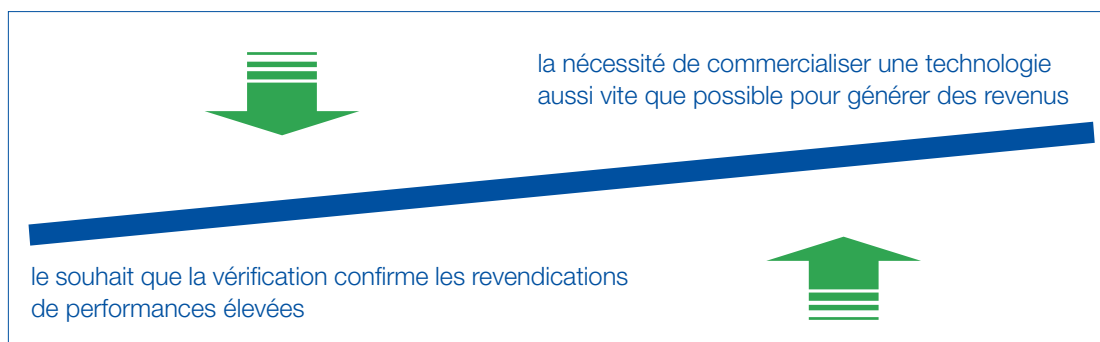 la nécessité de commercialiser une technologie
aussi vite que possible pour générer des revenus
le souhait que la vérification confirme les revendications
de performances élevées